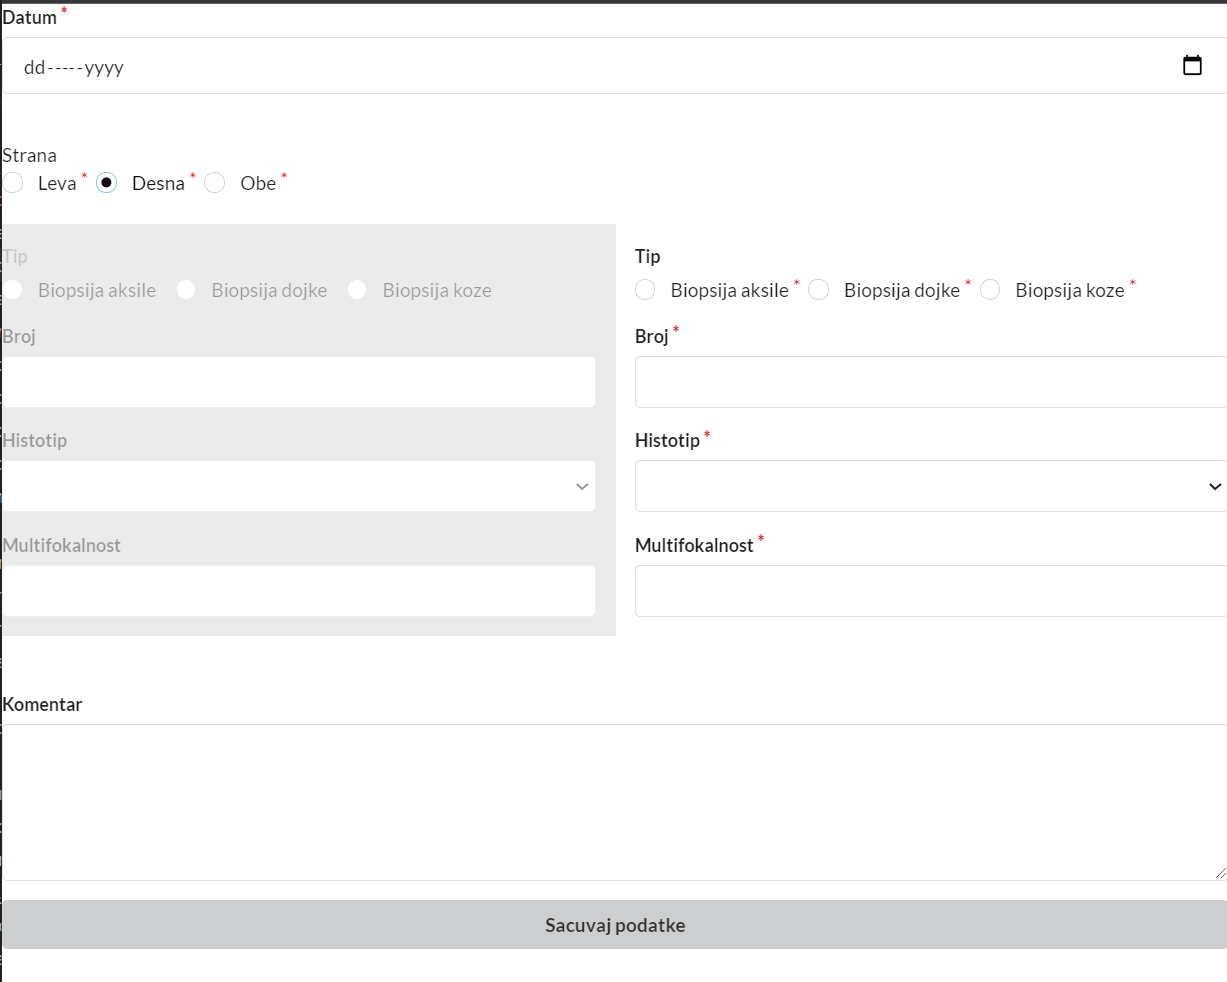 Datum *
dd-----yyyy
Strana
Leva * Desna * Obe *
Tip
Biopsija aksile Biopsija dojke Biopsija koze
Broj
Histotip
Multifokalnost
Tip
Biopsija aksile * Biopsija dojke * Biopsija koze *
Broj *
Histotip *
Multifokalnost *
Komentar
Sacuvaj podatke